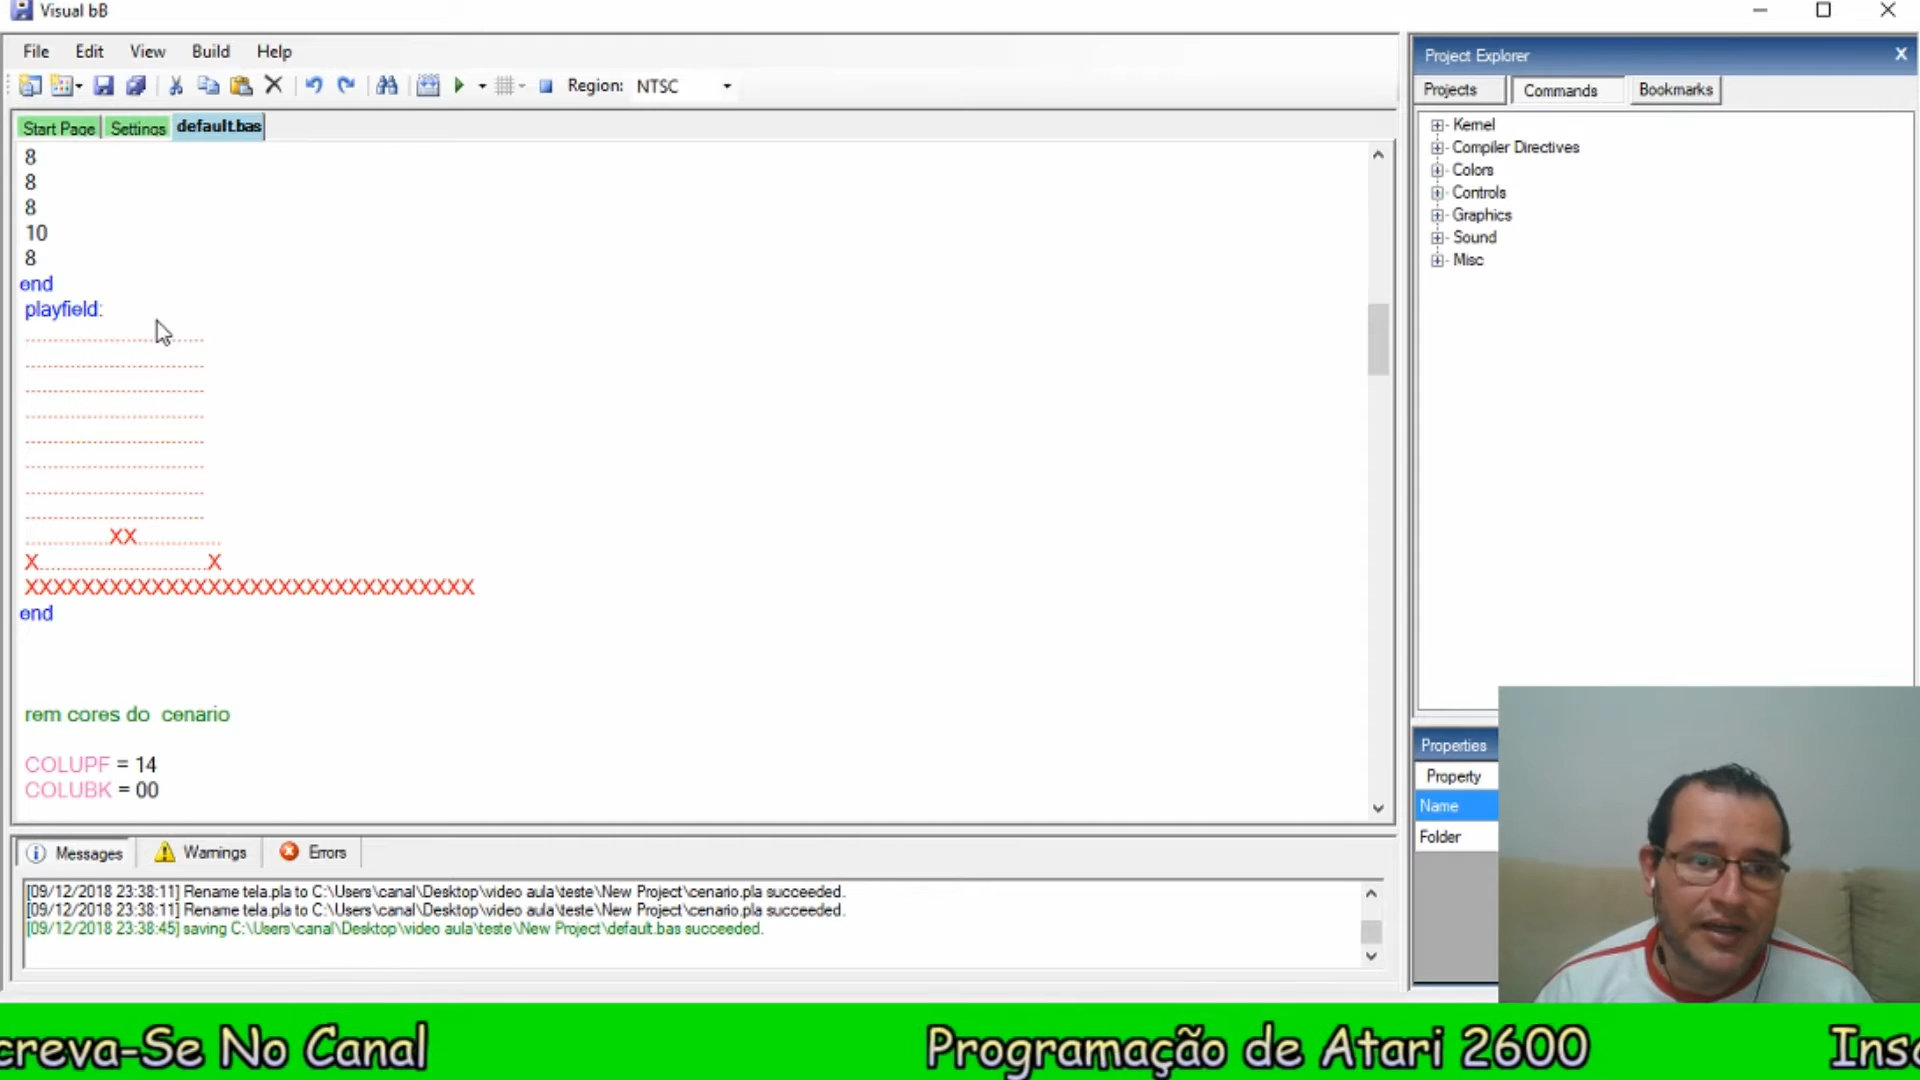 Visual bB
File Edit View Build Help
Region: NTSC
Start Page Settings default.bas
8
8
8
10
8
end
playfield:
................................
................................
................................
................................
................................
................................
................................
................................
...............XX...............
X..............................X
XXXXXXXXXXXXXXXXXXXXXXXXXXXXXXXX
end
rem cores do cenario
COLUPF = 14
COLUBK = 00
Messages Warnings Errors
[09/12/2018 23:38:11] Rename tela.pla to C:\Users\canal\Desktop\video aula\teste\New Project\cenario.pla succeeded.
[09/12/2018 23:38:11] Rename tela.pla to C:\Users\canal\Desktop\video aula\teste\New Project\cenario.pla succeeded.
[09/12/2018 23:38:45] saving C:\Users\canal\Desktop\video aula\teste\New Project\default.bas succeeded.
Project Explorer X
Projects Commands Bookmarks
Kernel
Compiler Directives
Colors
Controls
Graphics
Sound
Misc
Properties
Property
Name
Folder
creva-Se No Canal Programação de Atari 2600 Insc